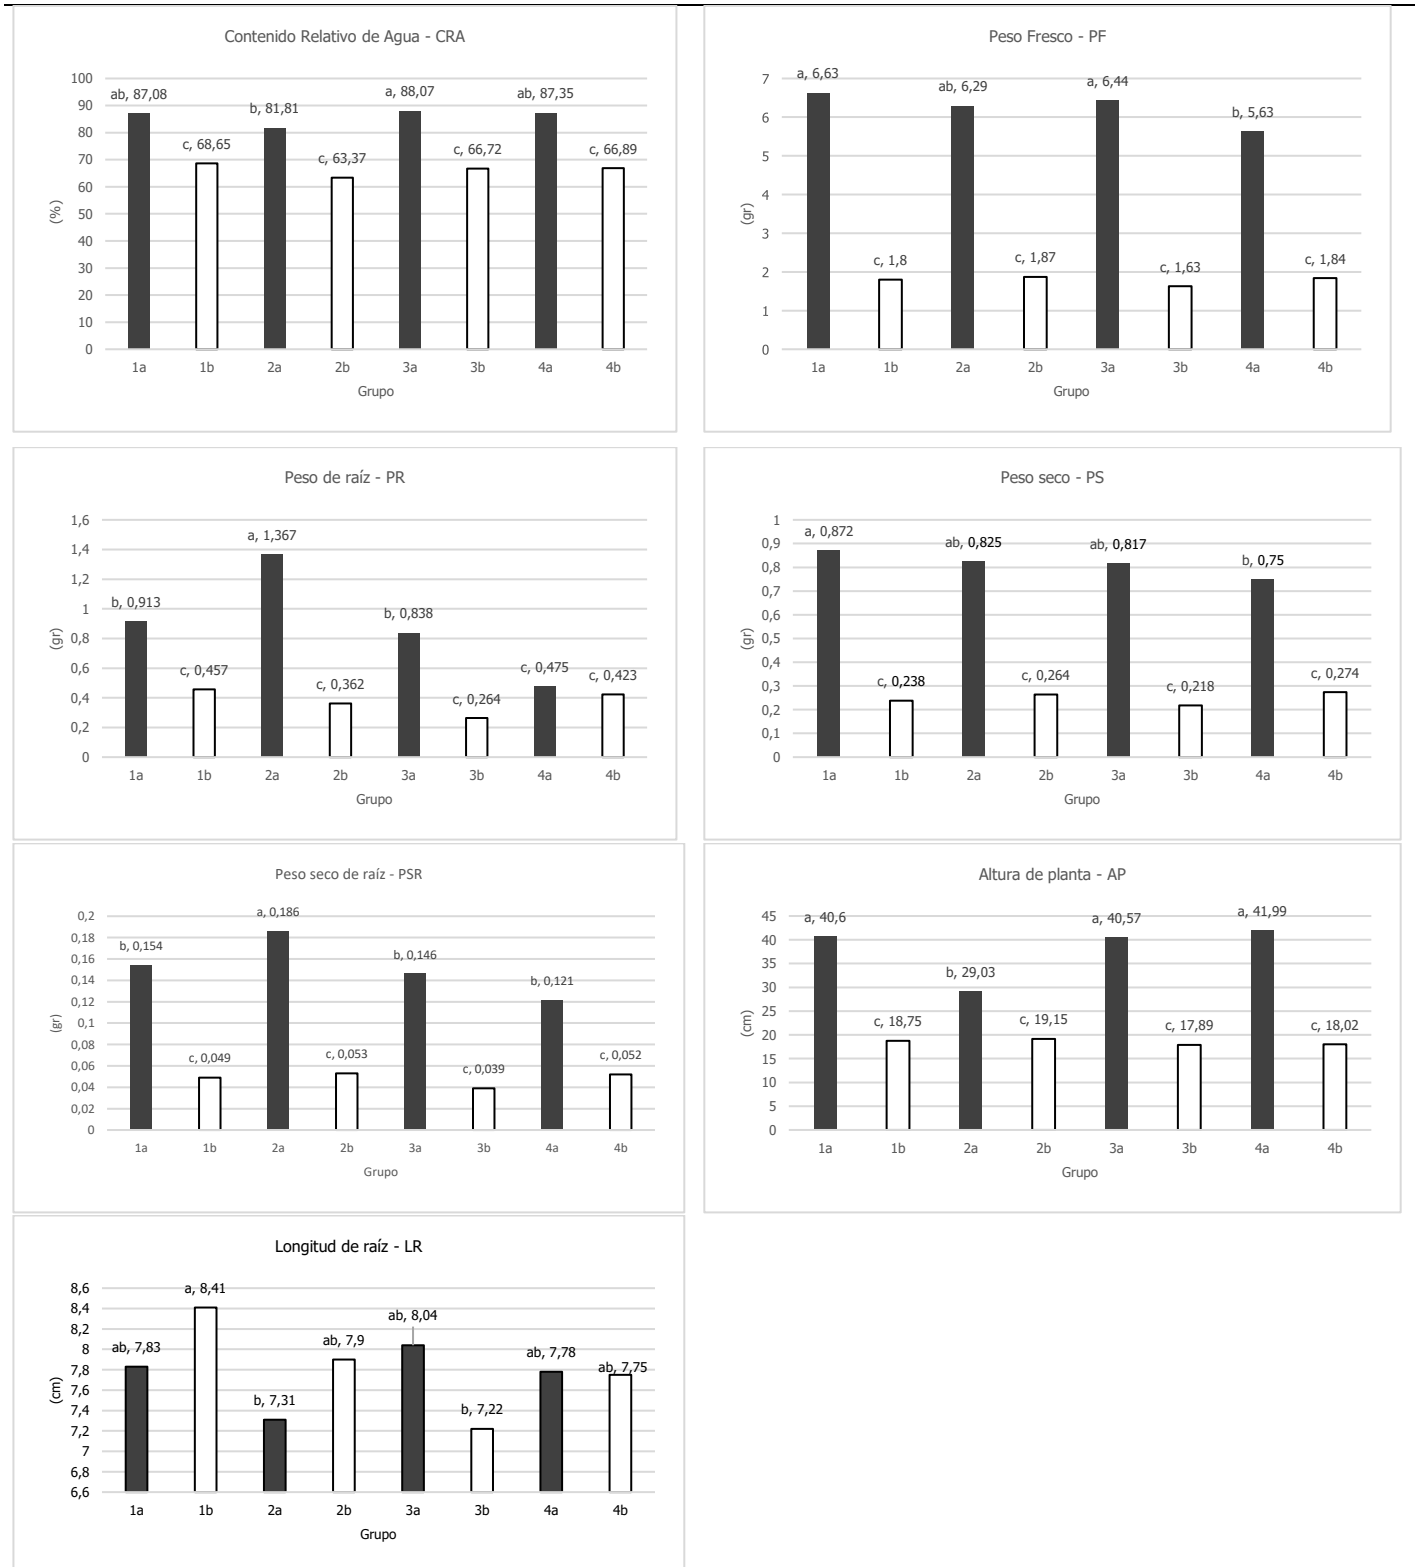 Contenido Relativo de Agua - CRA
(%)
100
90
80
70
60
50
40
30
20
10
0
ab, 87,08
c, 68,65
b, 81,81
c, 63,37
a, 88,07
c, 66,72
ab, 87,35
c, 66,89
1a 1b 2a 2b 3a 3b 4a 4b
Grupo
Peso Fresco - PF
(gr)
7
6
5
4
3
2
1
0
a, 6,63
c, 1,8
ab, 6,29
c, 1,87
a, 6,44
c, 1,63
b, 5,63
c, 1,84
1a 1b 2a 2b 3a 3b 4a 4b
Grupo
Peso de raíz - PR
(gr)
1,6
1,4
1,2
1
0,8
0,6
0,4
0,2
0
b, 0,913
c, 0,457
a, 1,367
c, 0,362
b, 0,838
c, 0,264
c, 0,475
c, 0,423
1a 1b 2a 2b 3a 3b 4a 4b
Grupo
Peso seco - PS
(gr)
1
0,9
0,8
0,7
0,6
0,5
0,4
0,3
0,2
0,1
0
a, 0,872
c, 0,238
ab, 0,825
c, 0,264
ab, 0,817
c, 0,218
b, 0,75
c, 0,274
1a 1b 2a 2b 3a 3b 4a 4b
Grupo
Peso seco de raíz - PSR
(gr)
0,2
0,18
0,16
0,14
0,12
0,1
0,08
0,06
0,04
0,02
0
b, 0,154
c, 0,049
a, 0,186
c, 0,053
b, 0,146
c, 0,039
b, 0,121
c, 0,052
1a 1b 2a 2b 3a 3b 4a 4b
Grupo
Altura de planta - AP
(cm)
45
40
35
30
25
20
15
10
5
0
a, 40,6
c, 18,75
b, 29,03
c, 19,15
a, 40,57
c, 17,89
a, 41,99
c, 18,02
1a 1b 2a 2b 3a 3b 4a 4b
Grupo
Longitud de raíz - LR
(cm)
8,6
8,4
8,2
8
7,8
7,6
7,4
7,2
7
6,8
6,6
ab, 7,83
a, 8,41
b, 7,31
ab, 7,9
ab, 8,04
b, 7,22
ab, 7,78
ab, 7,75
1a 1b 2a 2b 3a 3b 4a 4b
Grupo